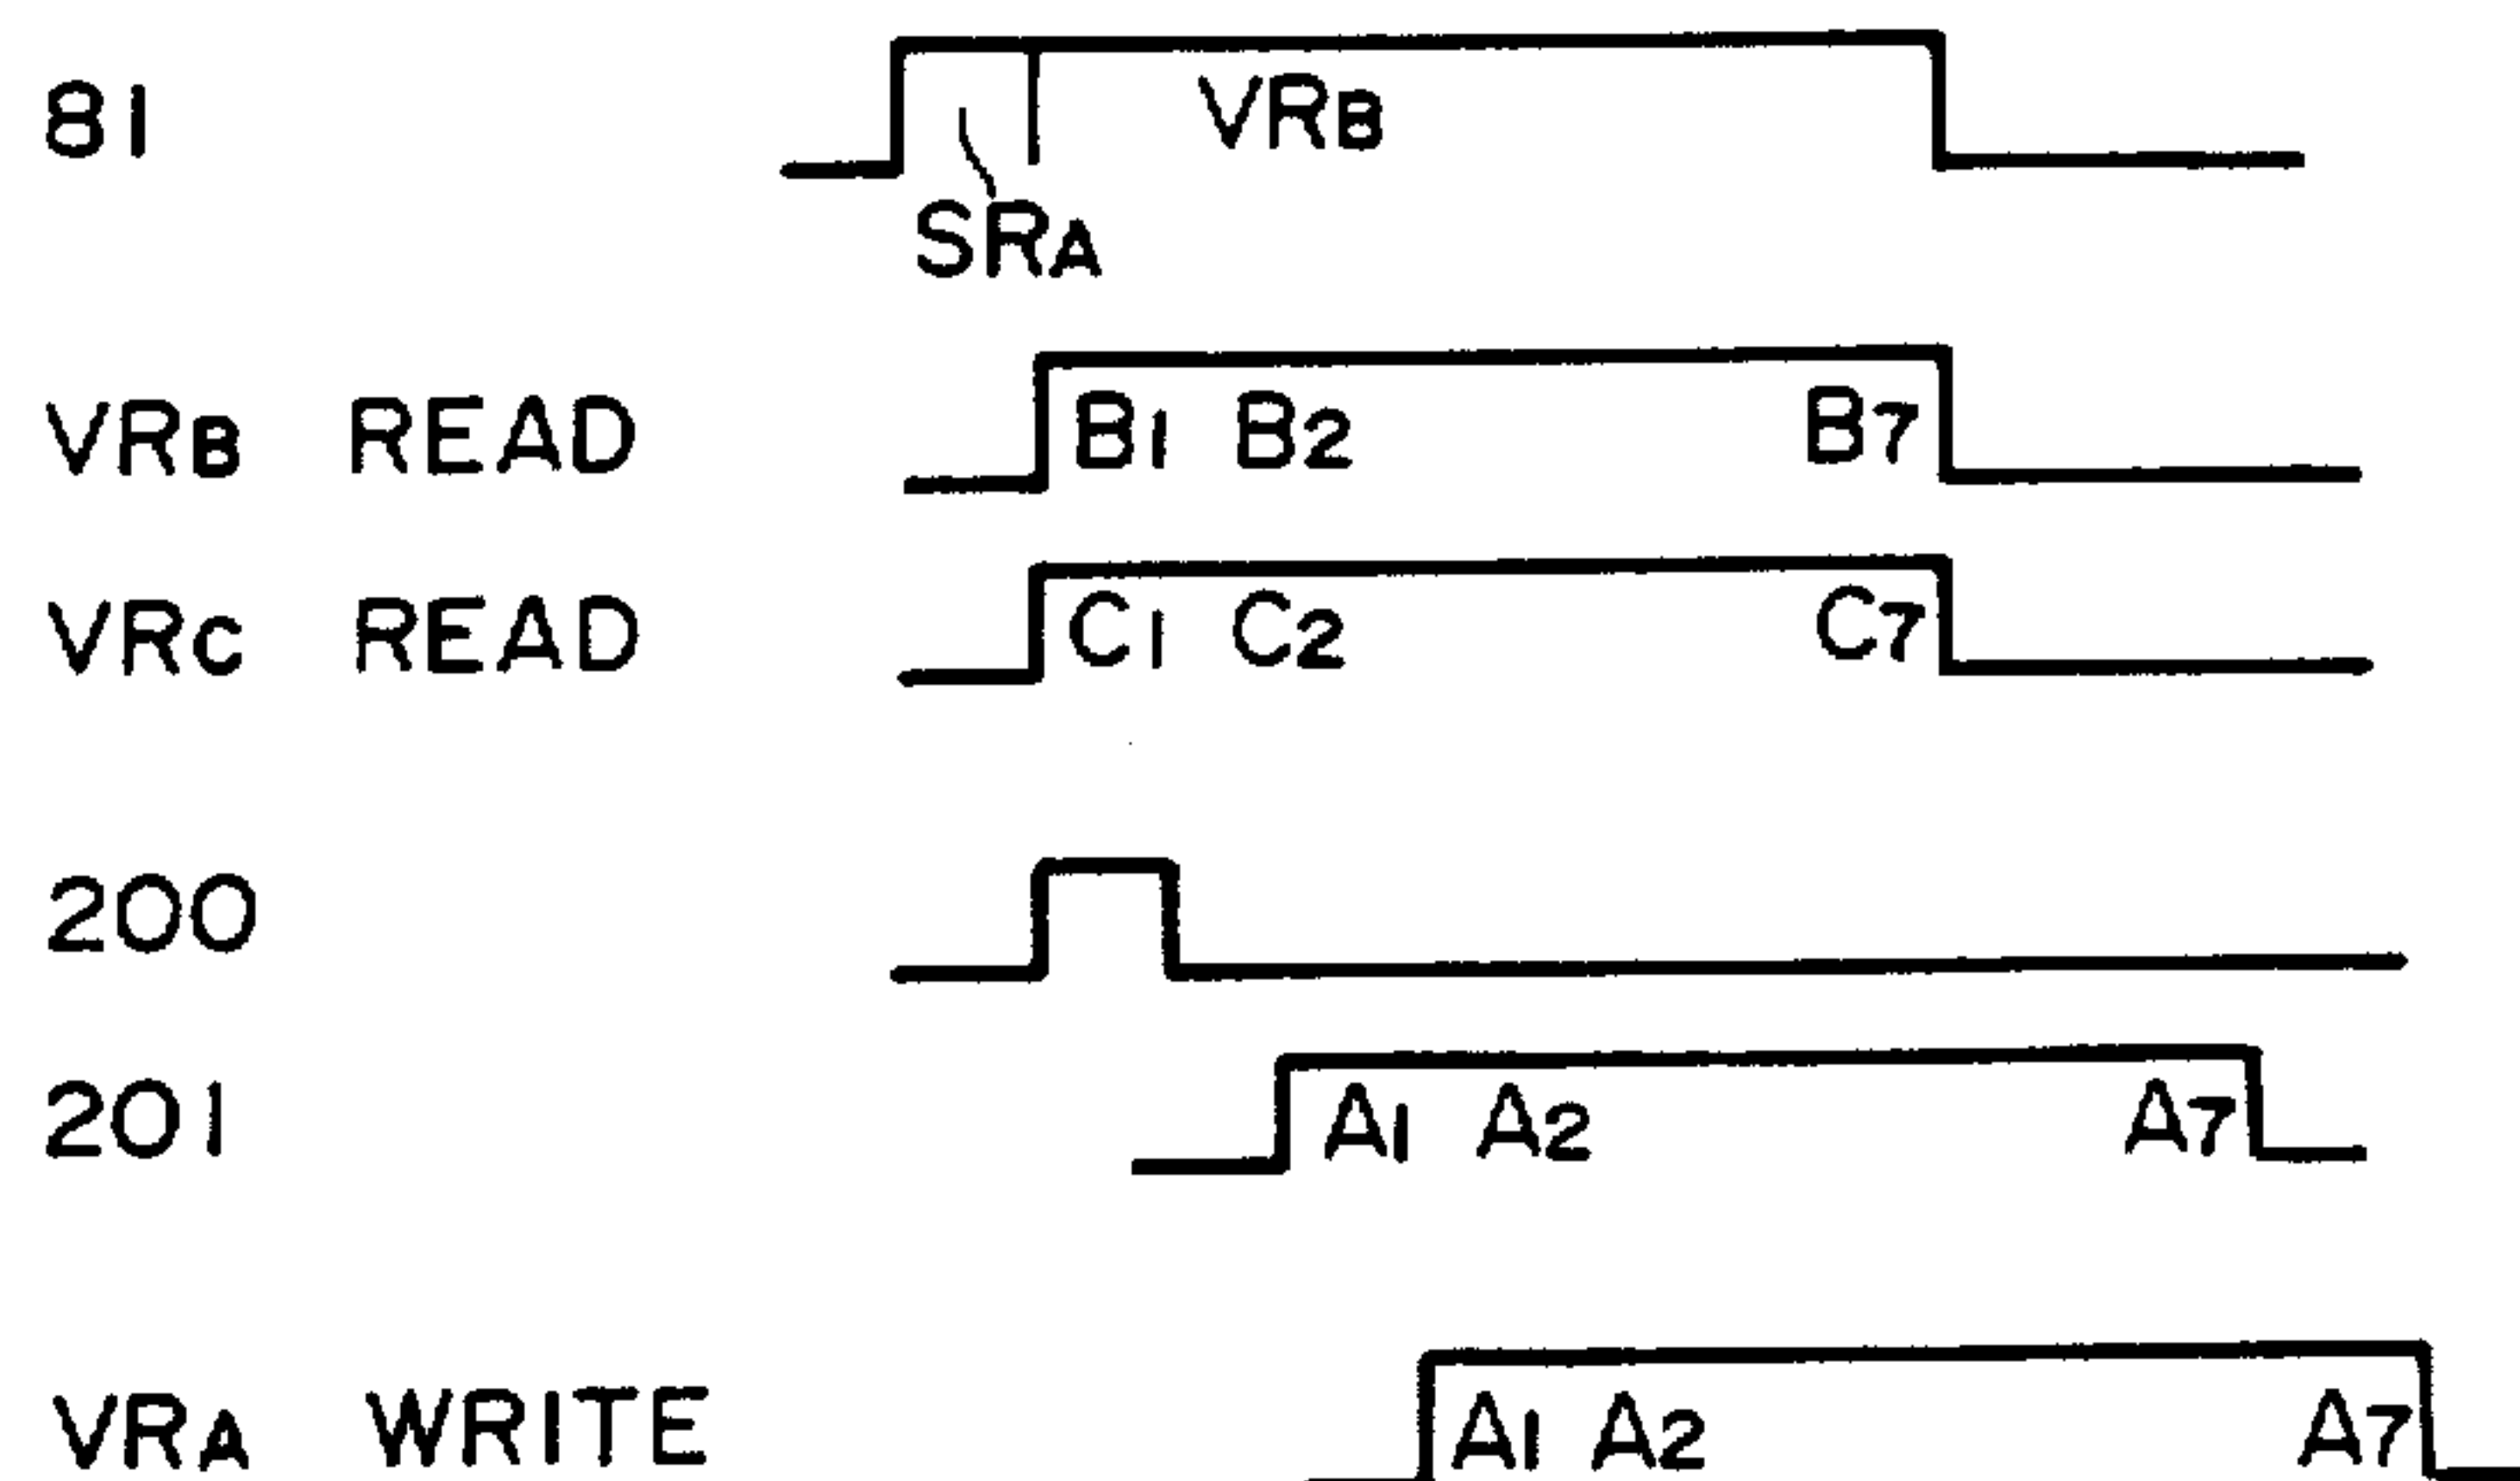 81 VRB
SRA
VRB READ B1 B2 B7
VRC READ C1 C2 C7
200
201 A1 A2 A7
VRA WRITE A1 A2 A7